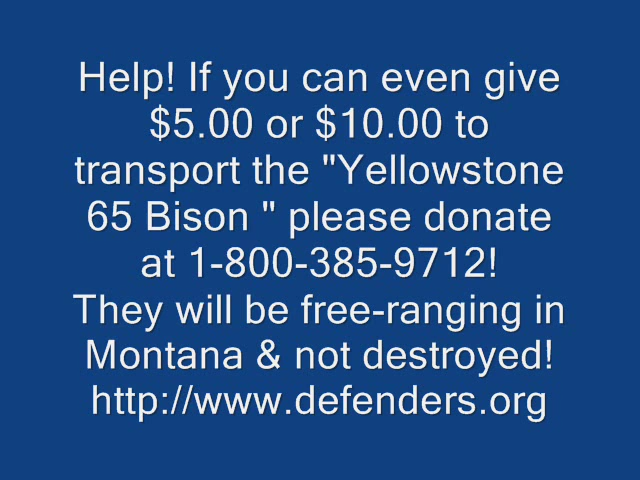 Help! If you can even give
$5.00 or $10.00 to
transport the "Yellowstone
65 Bison " please donate
at 1-800-385-9712!
They will be free-ranging in
Montana & not destroyed!
http://www.defenders.org